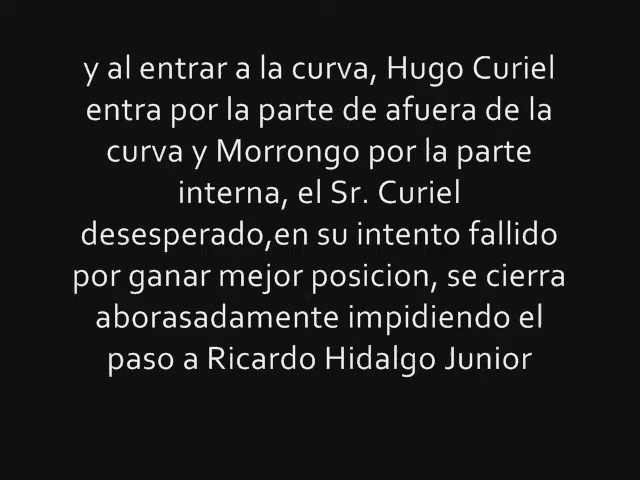 y al entrar a la curva, Hugo Curiel
entra por la parte de afuera de la
curva y Morrongo por la parte
interna, el Sr. Curiel
desesperado,en su intento fallido
por ganar mejor posicion, se cierra
aborasadamente impidiendo el
paso a Ricardo Hidalgo Junior